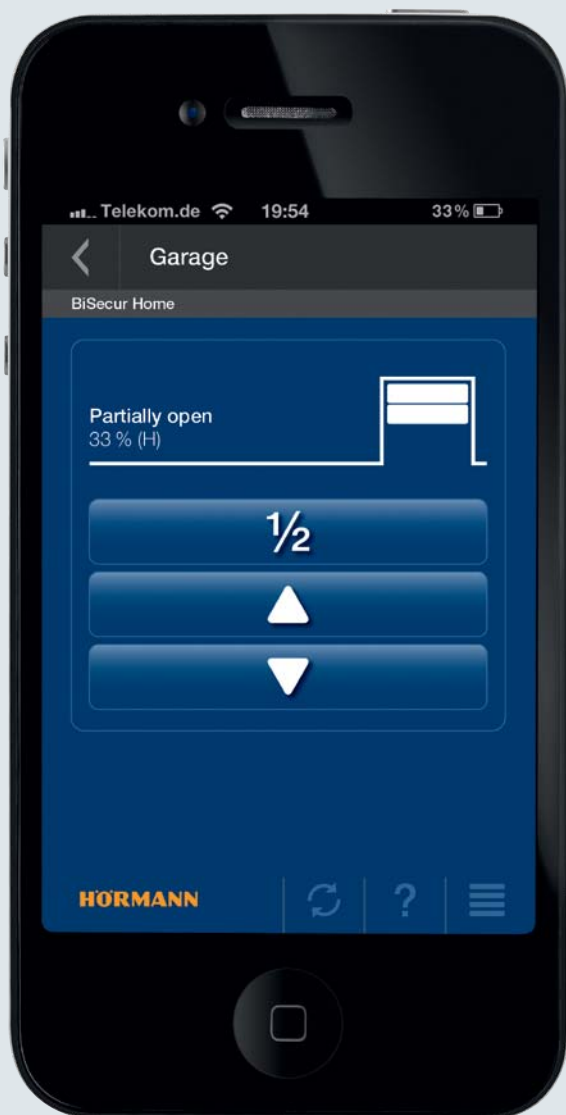 Telekom.de 19:54 33%
Garage
BiSecur Home
Partially open
33 % (H)
½
HÖRMANN
?